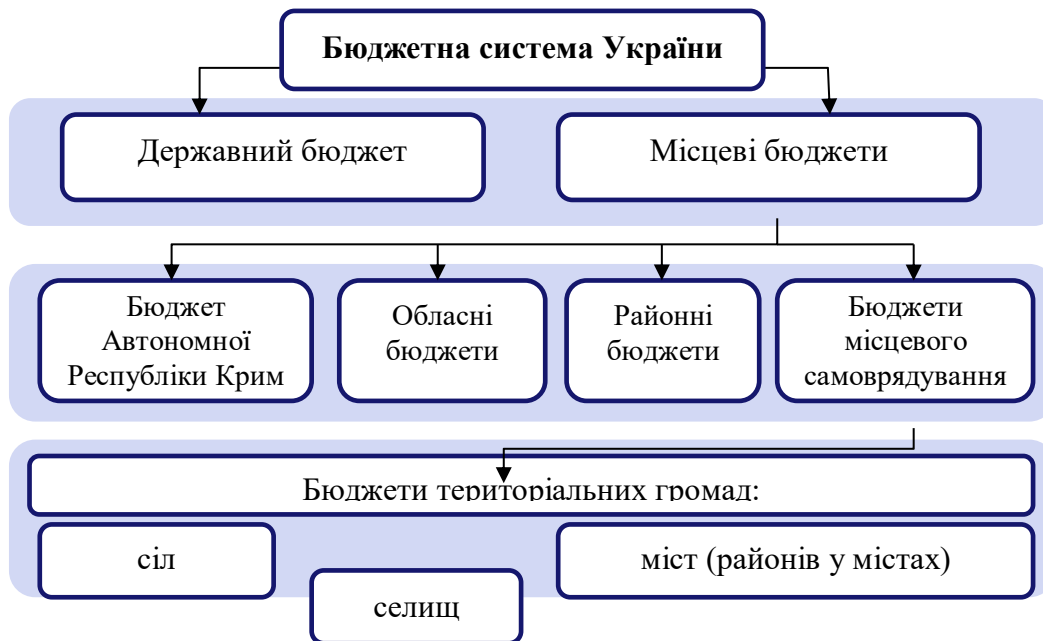 Бюджетна система України
Державний бюджет
Місцеві бюджети
Бюджет
Автономної
Республіки Крим
Обласні
бюджети
Районні
бюджети
Бюджети
місцевого
самоврядування
Бюджети територіальних громад:
сіл
селищ
міст (районів у містах)